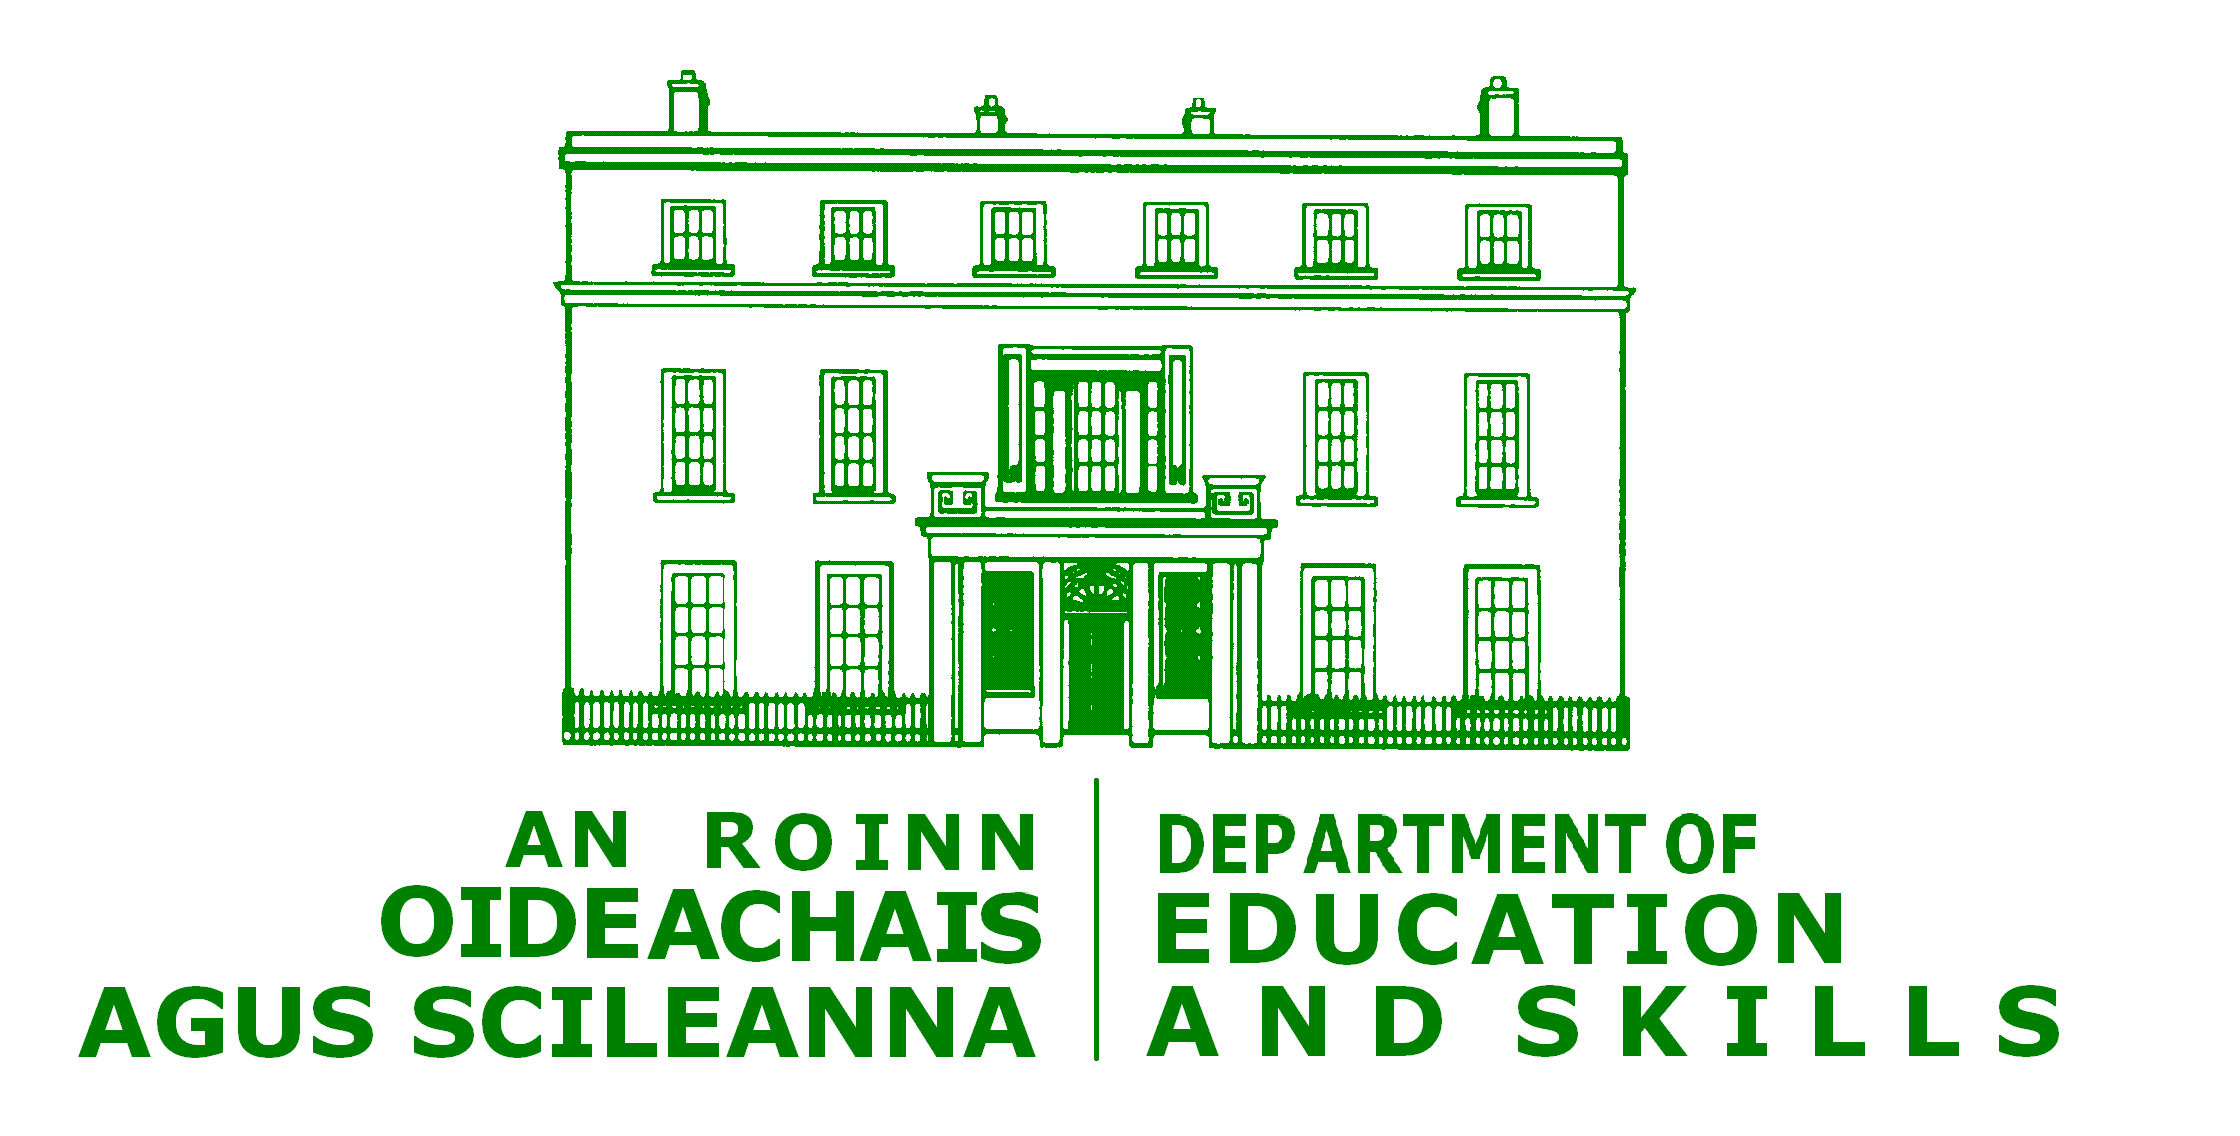 AN ROINN
OIDEACHAIS
AGUS SCILEANNA
DEPARTMENT OF
EDUCATION
AND SKILLS